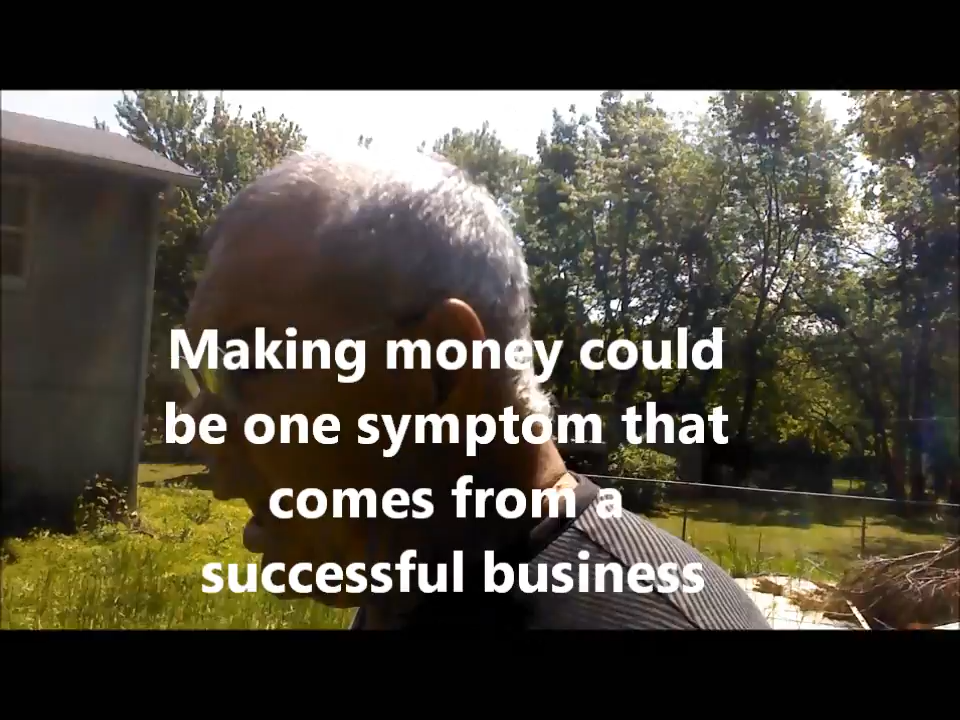 Making money could
be one symptom that
comes from a
successful business